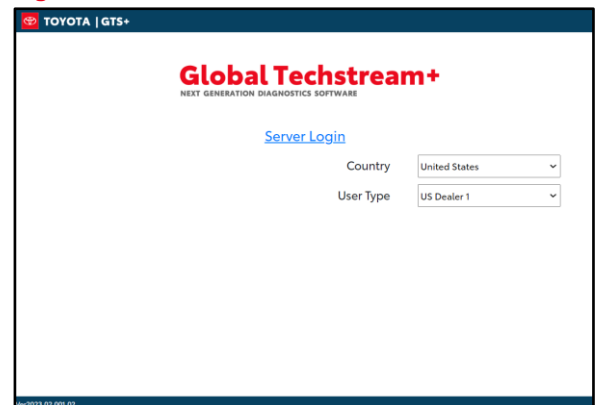 TOYOTA | GTS+
Global Techstream+
NEXT GENERATION DIAGNOSTICS SOFTWARE
Server Login
Country United States
User Type US Dealer 1